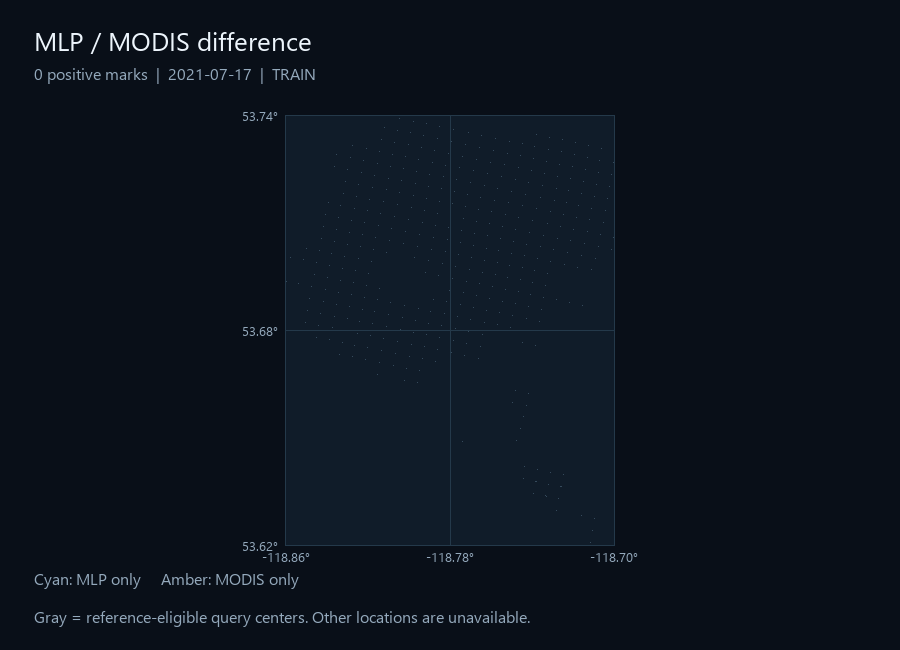 MLP / MODIS difference
0 positive marks | 2021-07-17 | TRAIN
53.74°
53.68°
53.62°
-118.86° -118.78° -118.70°
Cyan: MLP only Amber: MODIS only
Gray = reference-eligible query centers. Other locations are unavailable.